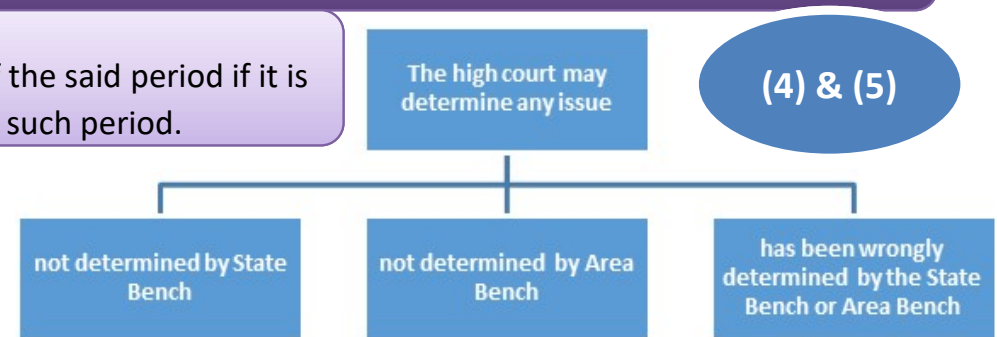 the said period if it is
such period.
The high court may
determine any issue
(4) & (5)
not determined by State
Bench
not determined by Area
Bench
has been wrongly
determined by the State
Bench or Area Bench